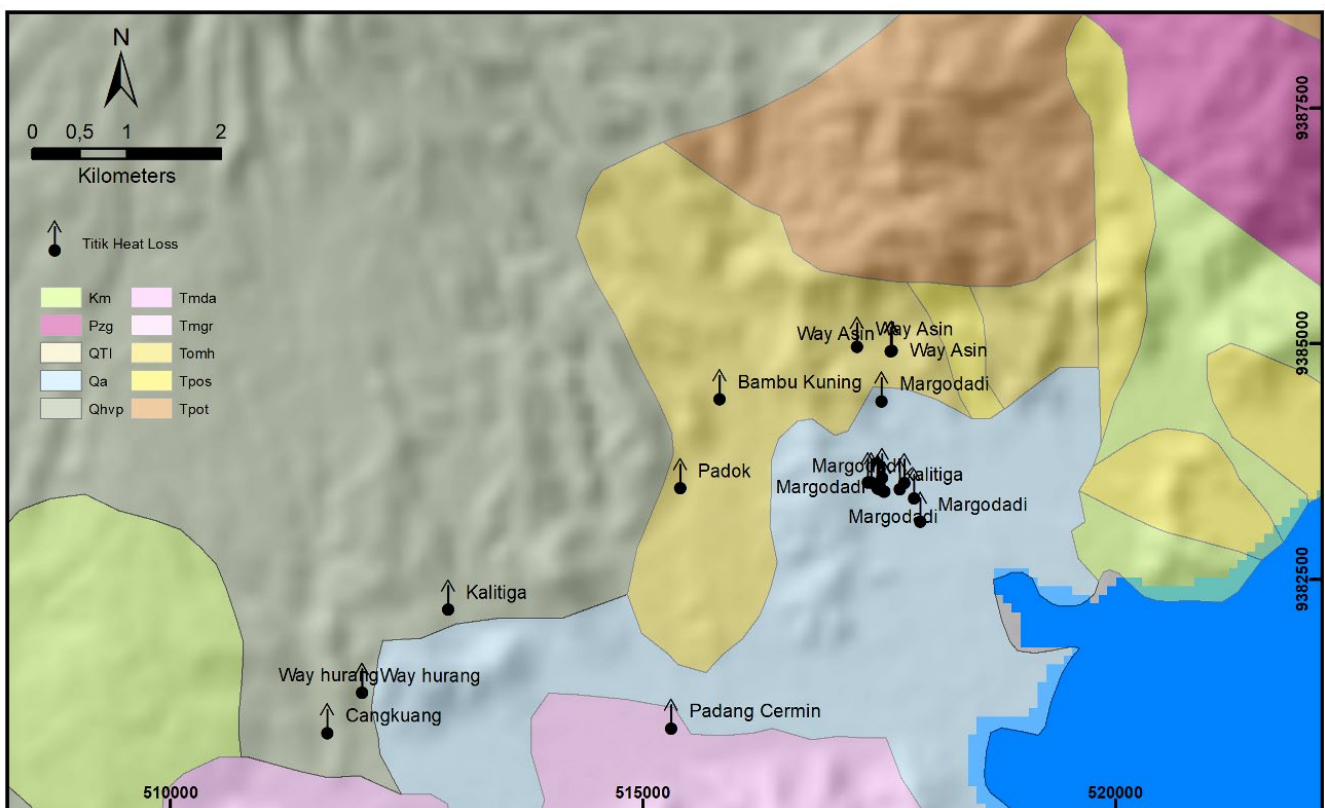 N
0 0,5 1 2
Kilometers
Titik Heat Loss
Km Tmda
Pzg Tmgr
QTl Tomh
Qa Tpos
Qhvp Tpot
9387500
9385000
9382500
Way Asin Way Asin
Way Asin
Bambu Kuning
Margodadi
Margodadi
Kalitiga
Padok
Margodadi
Margodadi
Margodadi
Kalitiga
Way hurang Way hurang
Cangkuang
Padang Cermin
510000 515000 520000